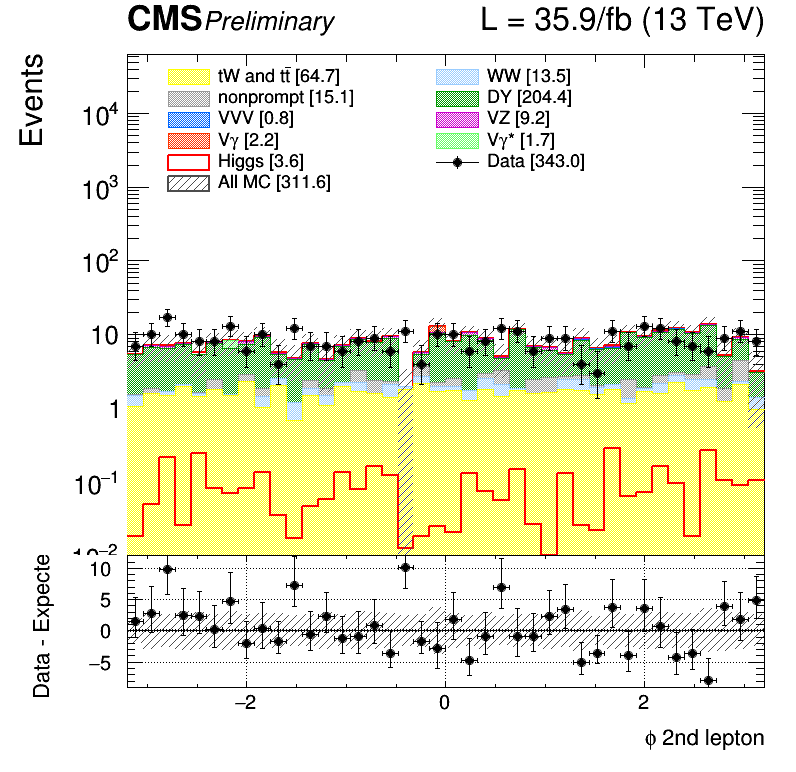 CMS Preliminary L = 35.9/fb (13 TeV)
Events
tW and tt̄ [64.7] WW [13.5]
nonprompt [15.1] DY [204.4]
VVV [0.8] VZ [9.2]
Vγ [2.2] Vγ* [1.7]
Higgs [3.6] Data [343.0]
All MC [311.6]
10⁴
10³
10²
10
1
10⁻¹
10⁻²
Data - Expecte
10
5
0
−5
−2 0 2
ϕ 2nd lepton